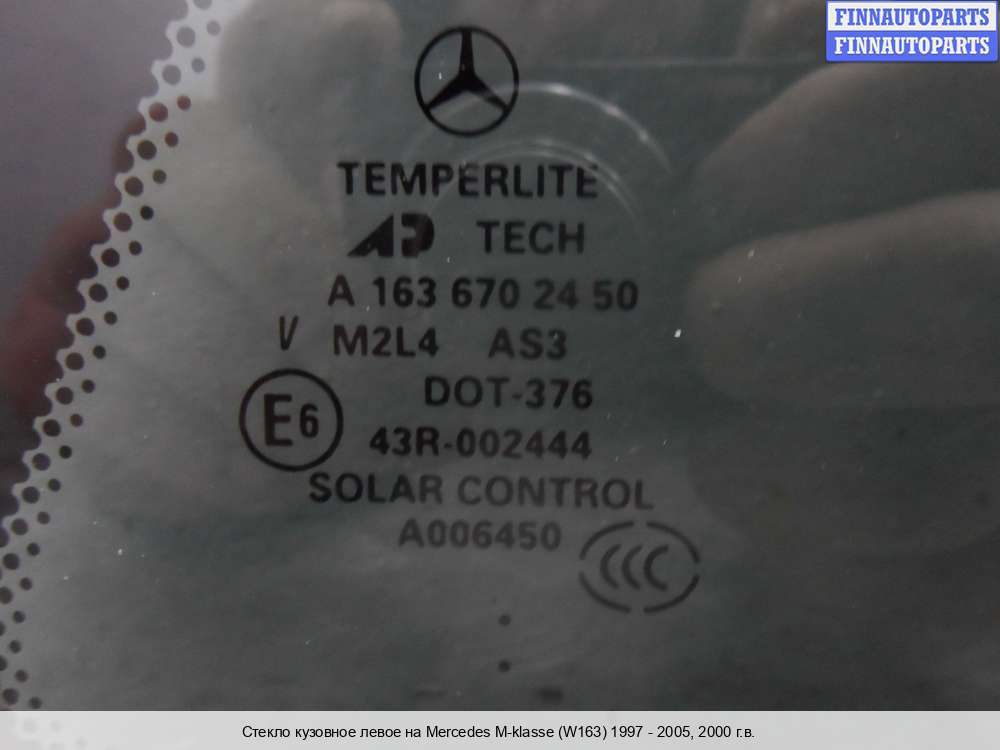 FINNAUTOPARTS
FINNAUTOPARTS
TEMPERLITE
AP TECH
A 163 670 24 50
V M2L4 AS3
DOT-376
E6 43R-002444
SOLAR CONTROL
A006450
CCC
Стекло кузовное левое на Mercedes M-klasse (W163) 1997 - 2005, 2000 г.в.